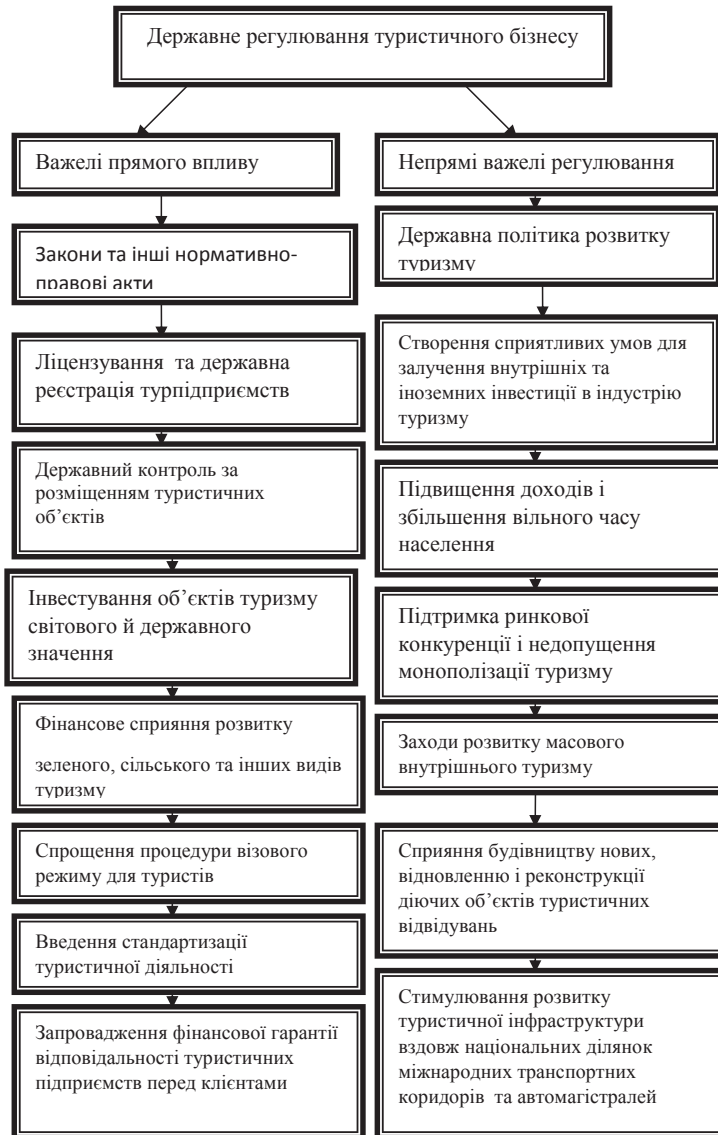 Державне регулювання туристичного бізнесу
Важелі прямого впливу
Закони та інші нормативно-
правові акти
Ліцензування та державна
реєстрація турпідприємств
Державний контроль за
розміщенням туристичних
об’єктів
Інвестування об’єктів туризму
світового й державного
значення
Фінансове сприяння розвитку
зеленого, сільського та інших видів
туризму
Спрощення процедури візового
режиму для туристів
Введення стандартизації
туристичної діяльності
Запровадження фінансової гарантії
відповідальності туристичних
підприємств перед клієнтами
Непрямі важелі регулювання
Державна політика розвитку
туризму
Створення сприятливих умов для
залучення внутрішніх та
іноземних інвестиції в індустрію
туризму
Підвищення доходів і
збільшення вільного часу
населення
Підтримка ринкової
конкуренції і недопущення
монополізації туризму
Заходи розвитку масового
внутрішнього туризму
Сприяння будівництву нових,
відновленню і реконструкції
діючих об’єктів туристичних
відвідувань
Стимулювання розвитку
туристичної інфраструктури
вздовж національних ділянок
міжнародних транспортних
коридорів та автомагістралей